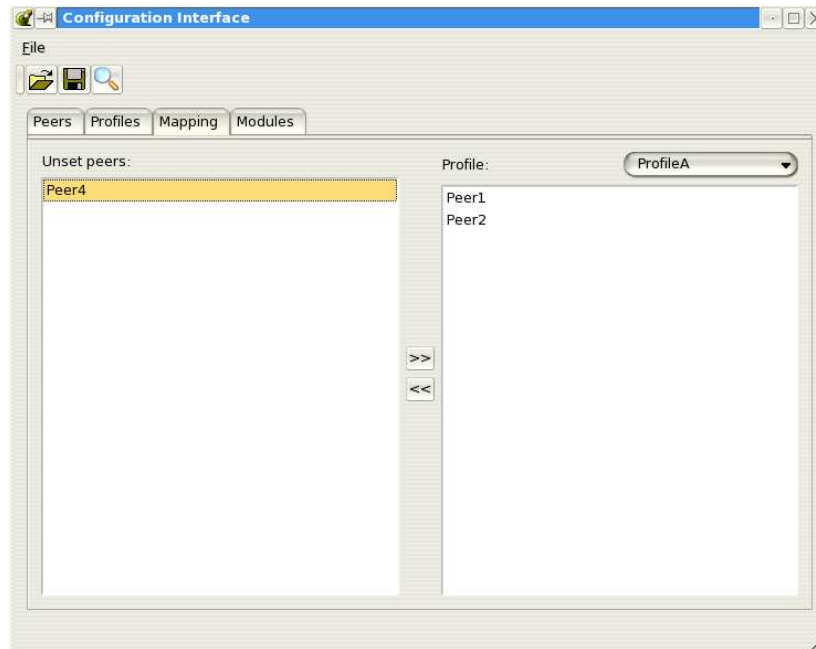 Configuration Interface
File
Peers Profiles Mapping Modules
Unset peers: Profile: ProfileA
Peer4
Peer1
Peer2
>>
<<